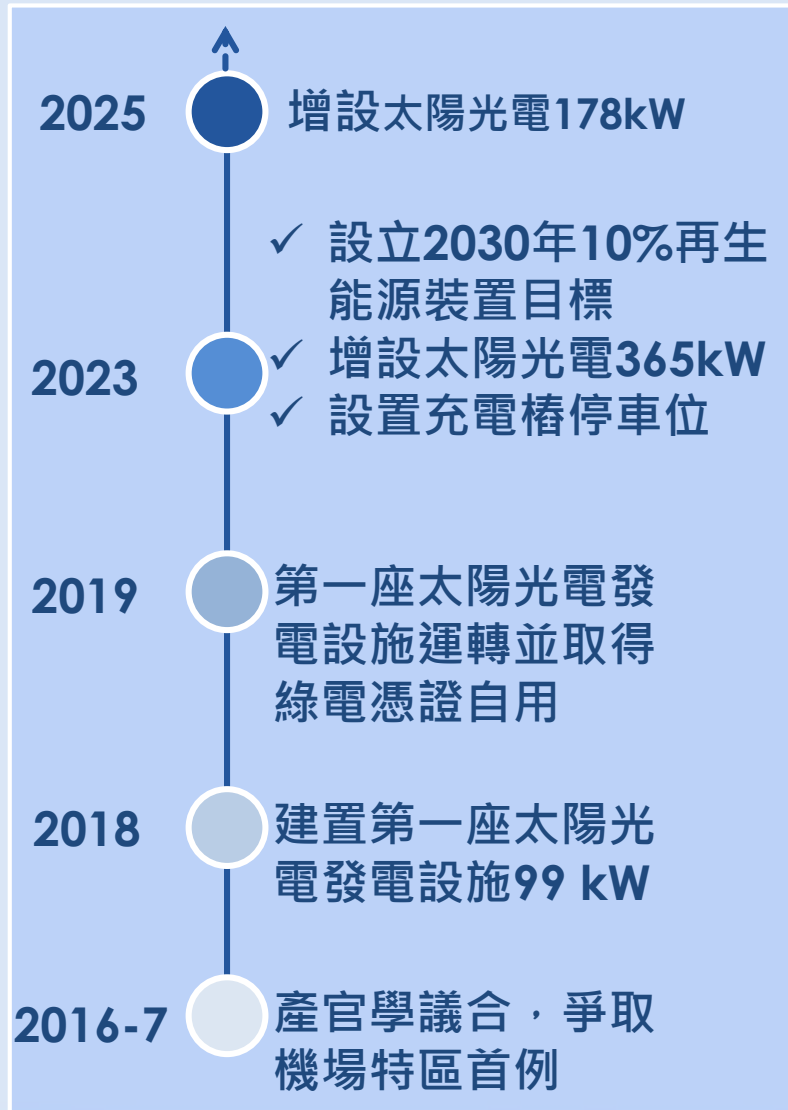 2025
增設太陽光電178kW
✓ 設立2030年10%再生
能源裝置目標
2023
✓ 增設太陽光電365kW
✓ 設置充電樁停車位
2019
第一座太陽光電發
電設施運轉並取得
綠電憑證自用
2018
建置第一座太陽光
電發電設施99 kW
2016-7
產官學議合，爭取
機場特區首例